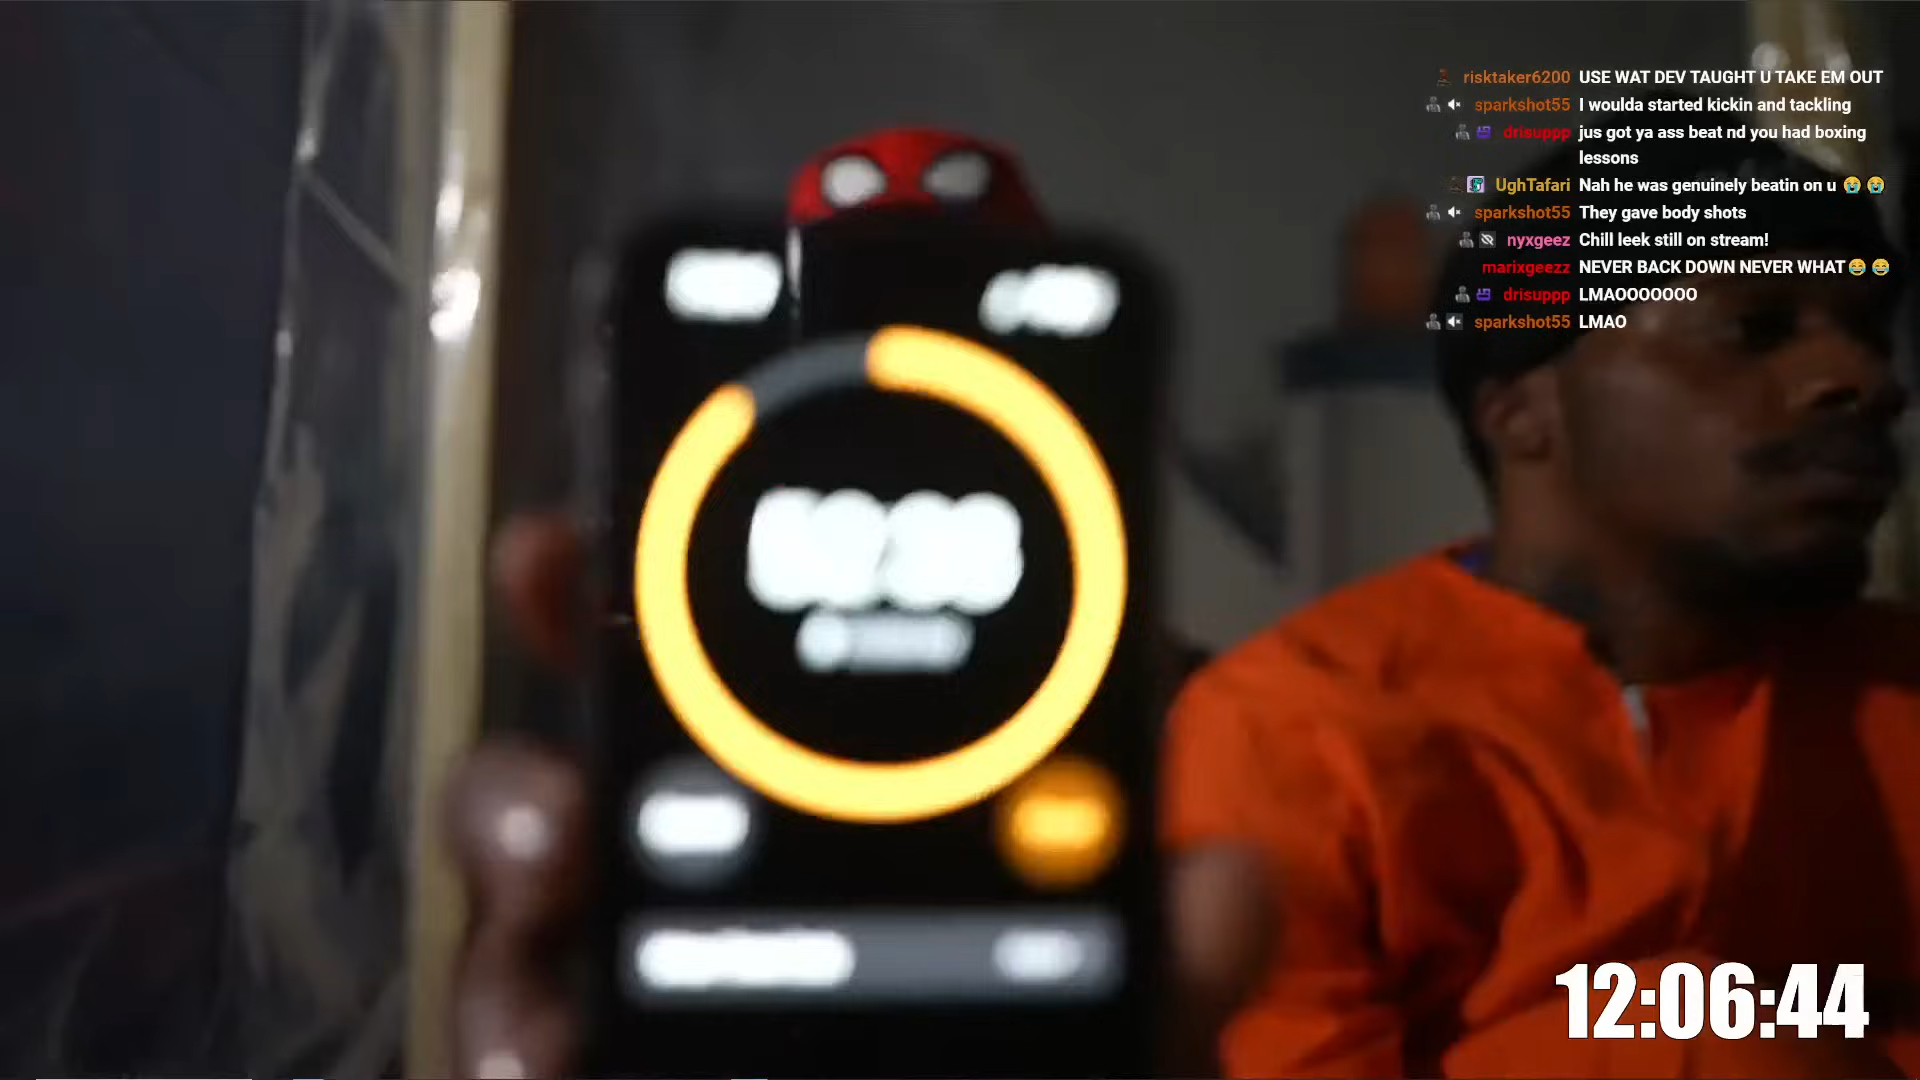 risktaker6200 USE WAT DEV TAUGHT U TAKE EM OUT
sparkshot55 I woulda started kickin and tackling
drisuppp jus got ya ass beat nd you had boxing
lessons
UghTafari Nah he was genuinely beatin on u 😭😭
sparkshot55 They gave body shots
nyxgeez Chill leek still on stream!
marixgeezz NEVER BACK DOWN NEVER WHAT😂😂
drisuppp LMAOOOOOOO
sparkshot55 LMAO
12:06:44